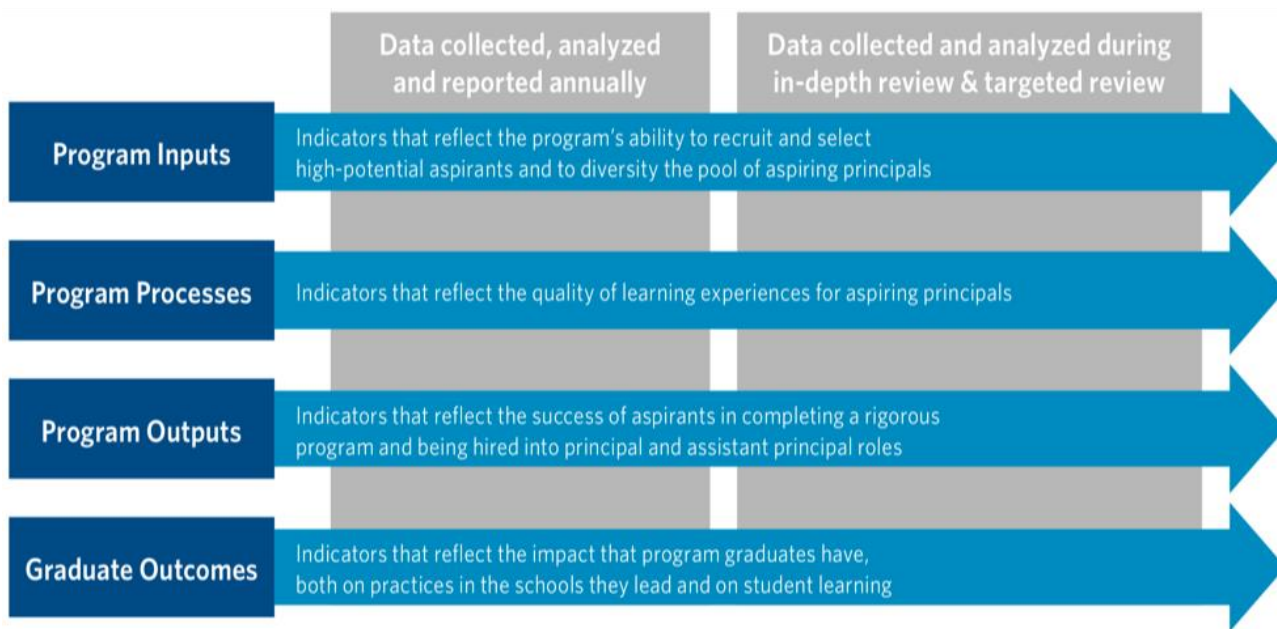 Data collected, analyzed
and reported annually
Data collected and analyzed during
in-depth review & targeted review
Program Inputs
Indicators that reflect the program's ability to recruit and select
high-potential aspirants and to diversity the pool of aspiring principals
Program Processes
Indicators that reflect the quality of learning experiences for aspiring principals
Program Outputs
Indicators that reflect the success of aspirants in completing a rigorous
program and being hired into principal and assistant principal roles
Graduate Outcomes
Indicators that reflect the impact that program graduates have,
both on practices in the schools they lead and on student learning